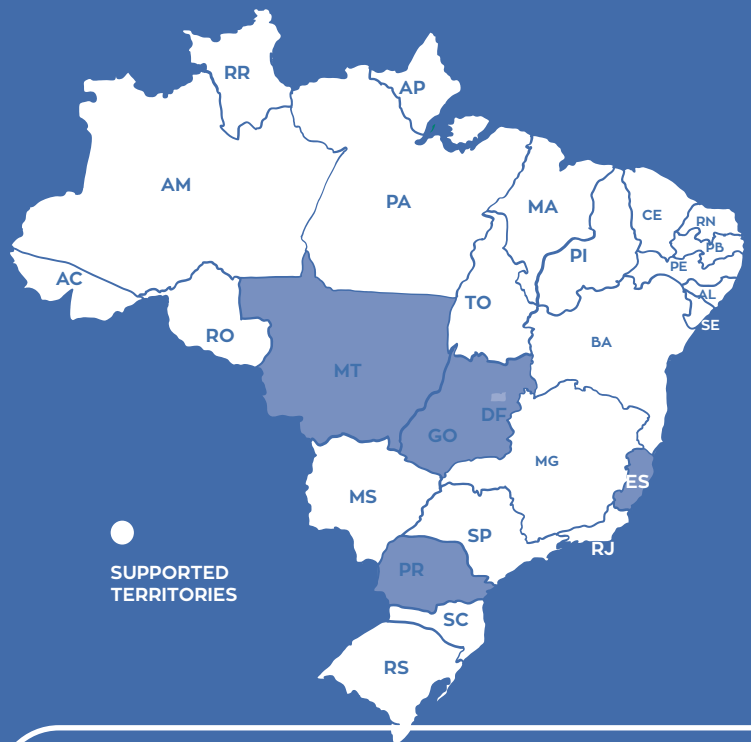 RR
AP
AM
PA
MA
CE
RN
PB
PI
PE
AC
AL
TO
SE
RO
BA
MT
DF
GO
MG
ES
MS
SP
RJ
PR
SUPPORTED
TERRITORIES
SC
RS